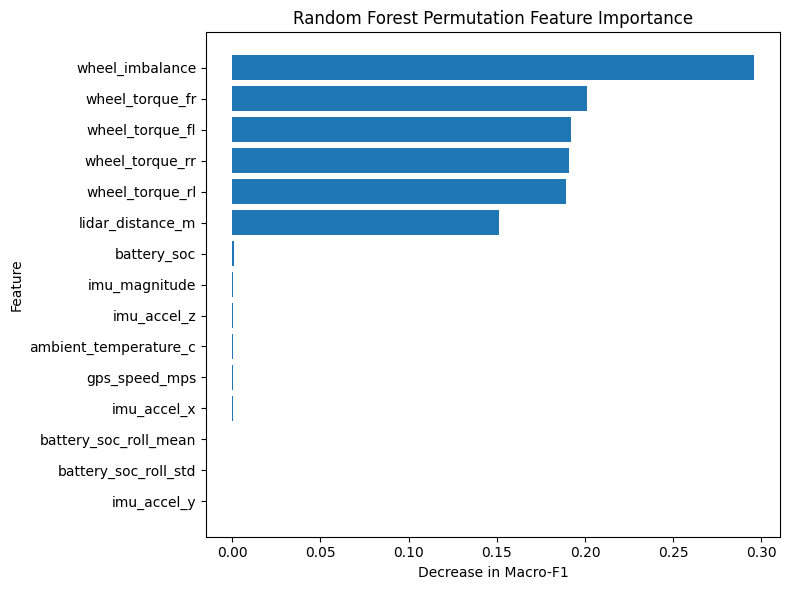 Random Forest Permutation Feature Importance
Feature
wheel_imbalance
wheel_torque_fr
wheel_torque_fl
wheel_torque_rr
wheel_torque_rl
lidar_distance_m
battery_soc
imu_magnitude
imu_accel_z
ambient_temperature_c
gps_speed_mps
imu_accel_x
battery_soc_roll_mean
battery_soc_roll_std
imu_accel_y
0.00 0.05 0.10 0.15 0.20 0.25 0.30
Decrease in Macro-F1